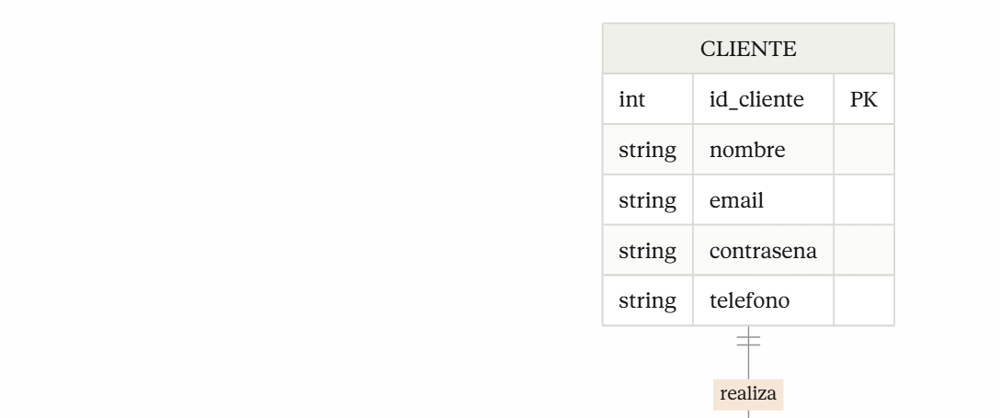 CLIENTE
int id_cliente PK
string nombre
string email
string contrasena
string telefono
realiza